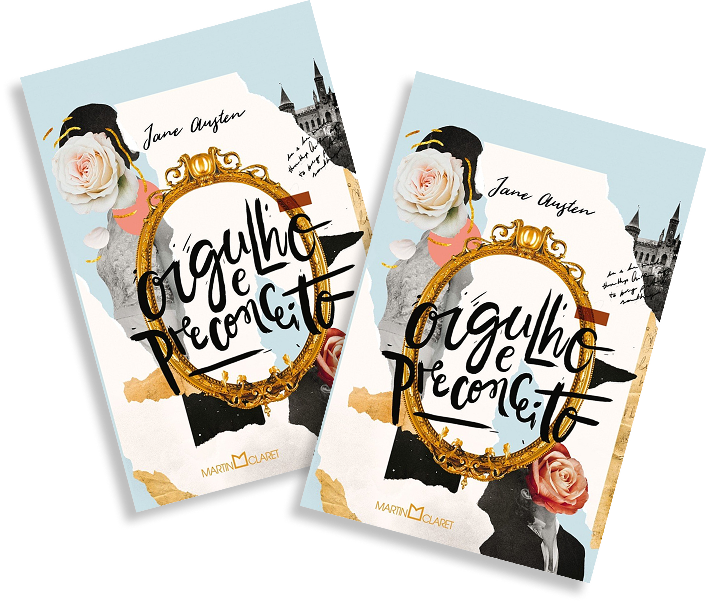 Jane Austen
orgulho
e
preconceito
MARTIN CLARET
Jane Austen
orgulho
e
preconceito
MARTIN CLARET